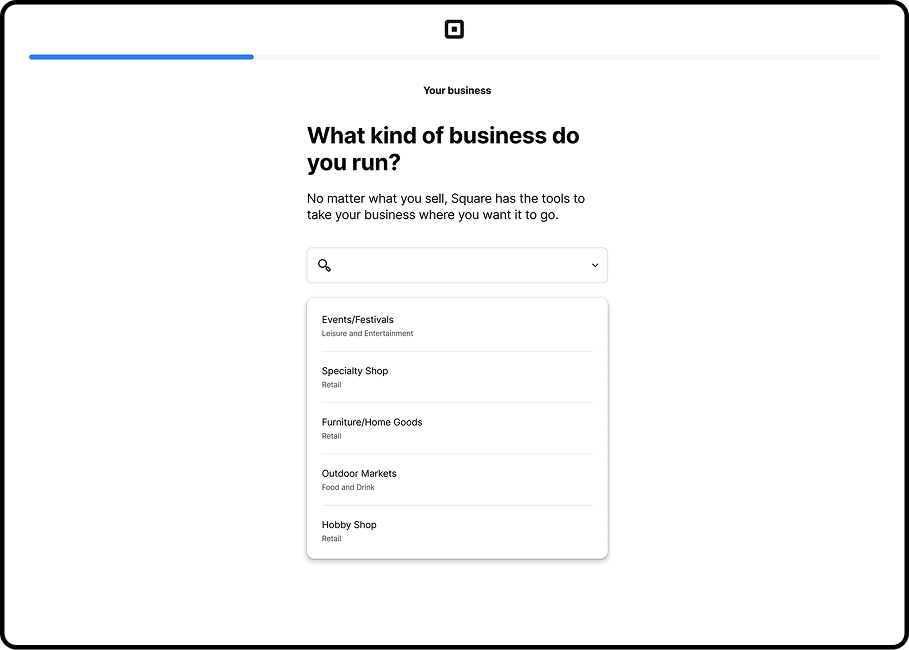 Your business
What kind of business do
you run?
No matter what you sell, Square has the tools to
take your business where you want it to go.
Events/Festivals
Leisure and Entertainment
Specialty Shop
Retail
Furniture/Home Goods
Retail
Outdoor Markets
Food and Drink
Hobby Shop
Retail